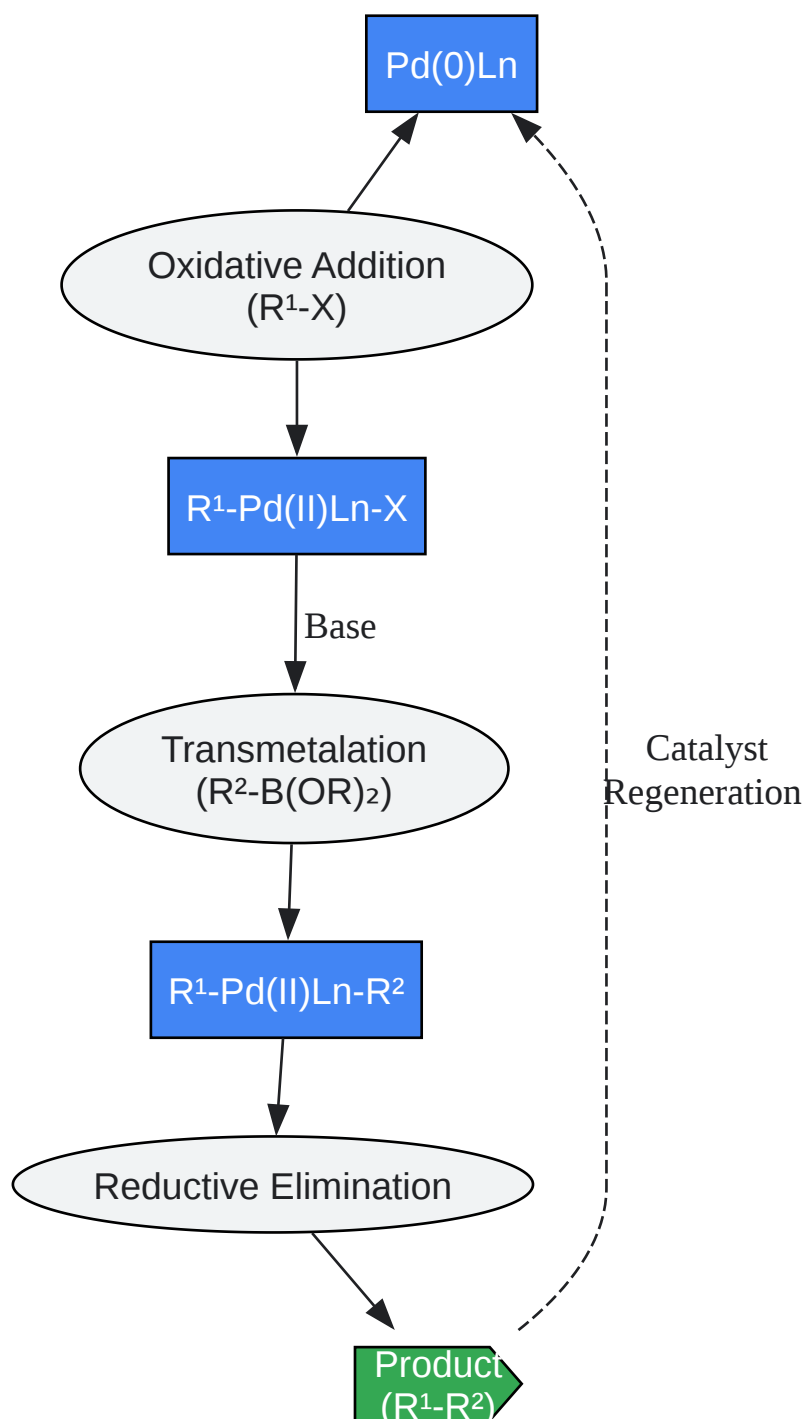 Pd(0)Ln
Oxidative Addition
(R¹-X)
R¹-Pd(II)Ln-X
Base
Transmetalation
(R²-B(OR)₂)
Catalyst
Regeneration
R¹-Pd(II)Ln-R²
Reductive Elimination
Product
(R¹-R²)